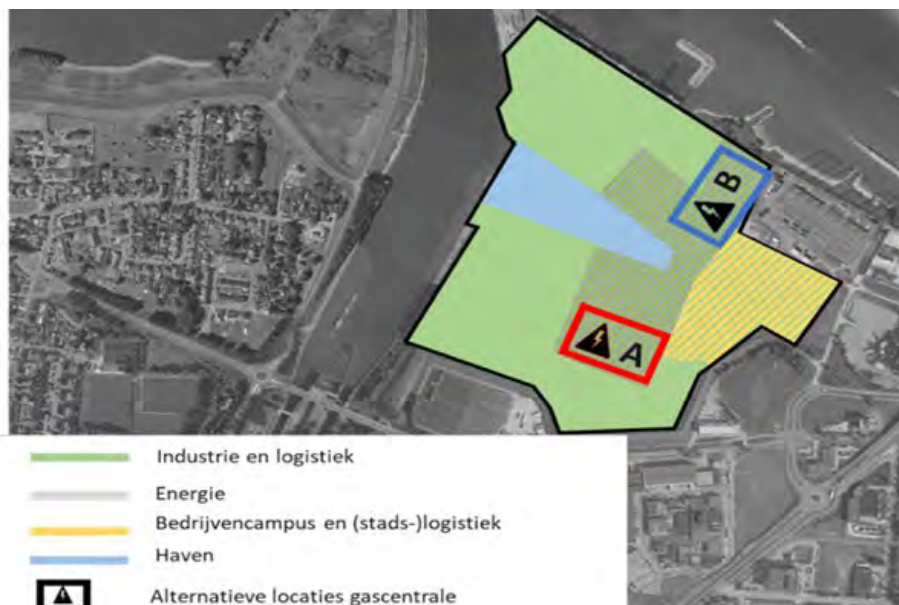 B
A
Industrie en logistiek
Energie
Bedrijvencampus en (stads-)logistiek
Haven
Alternatieve locaties gascentrale